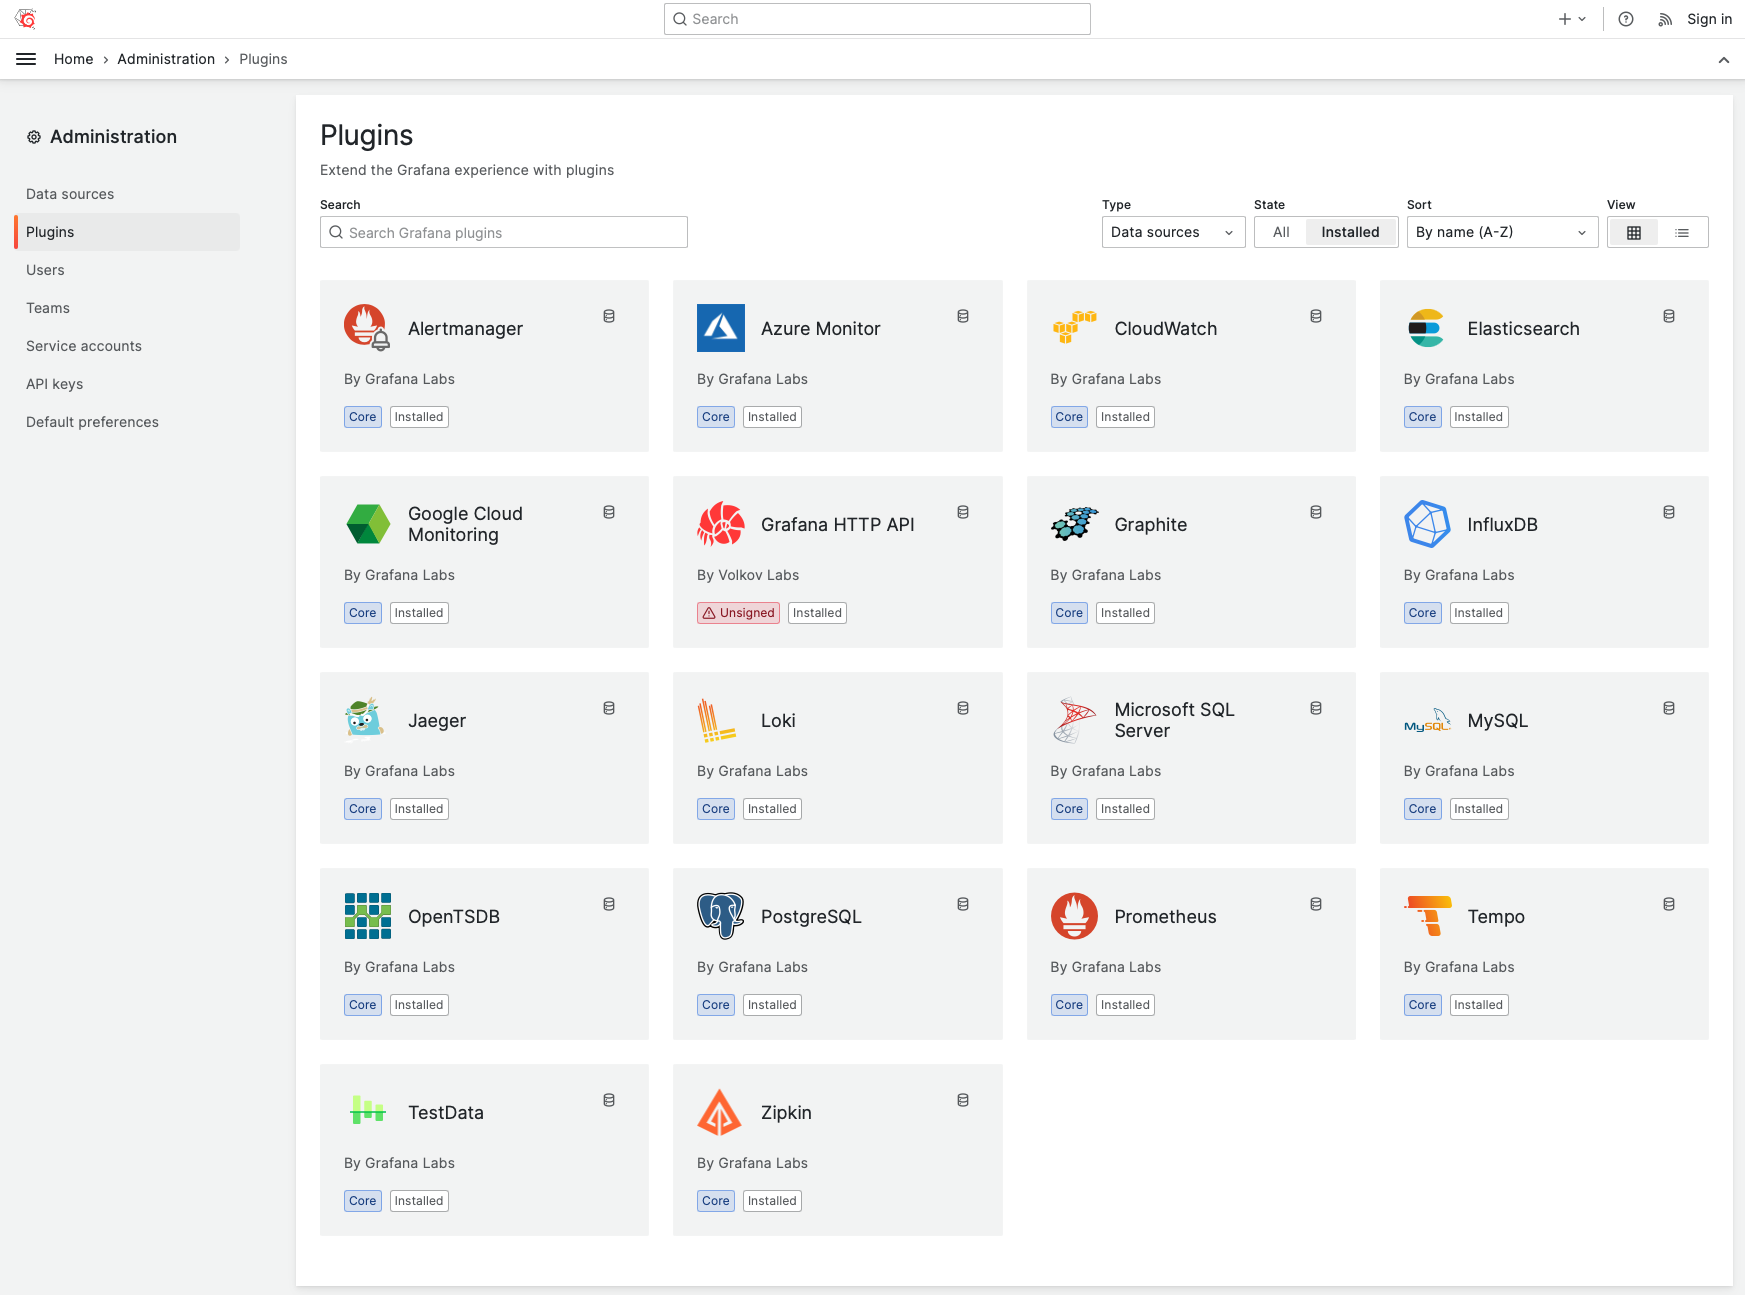 Search
Sign in
Home › Administration › Plugins
Administration
Data sources
Plugins
Users
Teams
Service accounts
API keys
Default preferences
Plugins
Extend the Grafana experience with plugins
Search
Search Grafana plugins
Type
Data sources
State
All Installed
Sort
By name (A-Z)
View
Alertmanager
By Grafana Labs
Core Installed
Azure Monitor
By Grafana Labs
Core Installed
CloudWatch
By Grafana Labs
Core Installed
Elasticsearch
By Grafana Labs
Core Installed
Google Cloud
Monitoring
By Grafana Labs
Core Installed
Grafana HTTP API
By Volkov Labs
Unsigned Installed
Graphite
By Grafana Labs
Core Installed
InfluxDB
By Grafana Labs
Core Installed
Jaeger
By Grafana Labs
Core Installed
Loki
By Grafana Labs
Core Installed
Microsoft SQL
Server
By Grafana Labs
Core Installed
MySQL
MySQL
By Grafana Labs
Core Installed
OpenTSDB
By Grafana Labs
Core Installed
PostgreSQL
By Grafana Labs
Core Installed
Prometheus
By Grafana Labs
Core Installed
Tempo
By Grafana Labs
Core Installed
TestData
By Grafana Labs
Core Installed
Zipkin
By Grafana Labs
Core Installed